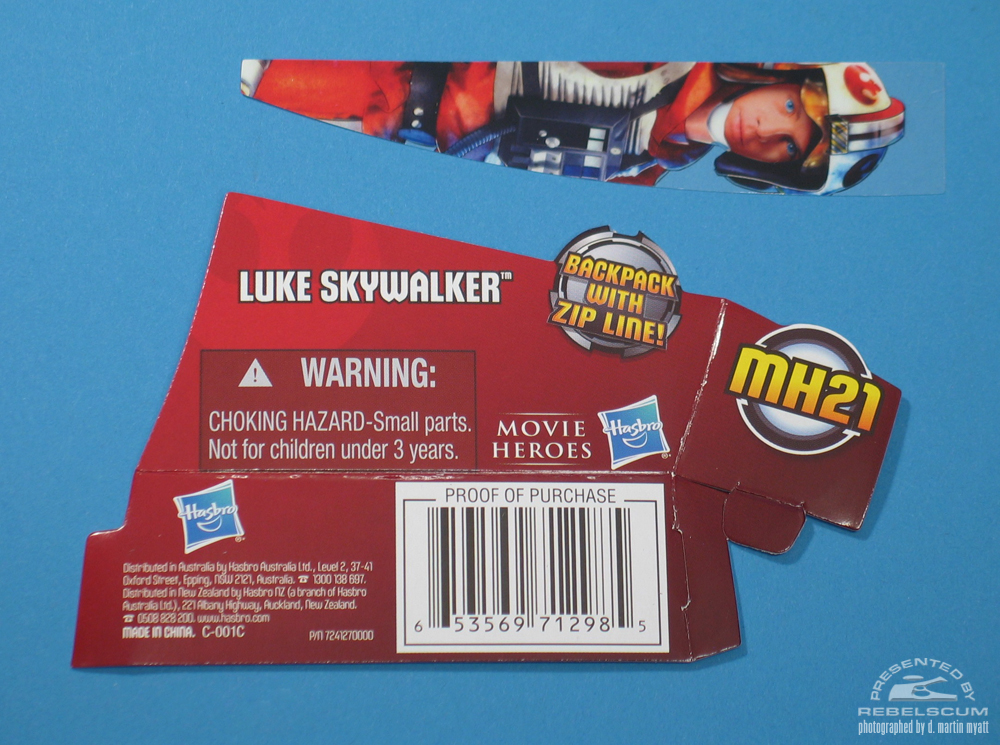 LUKE SKYWALKER™
BACKPACK
WITH
ZIP LINE!
MH21
WARNING:
CHOKING HAZARD-Small parts.
Not for children under 3 years.
MOVIE
HEROES
Hasbro®
Hasbro®
Distributed in Australia by Hasbro Australia Ltd., Level 2, 37-41
Oxford Street, Epping, NSW 2121, Australia. ☎ 1300 138 697.
Distributed in New Zealand by Hasbro NZ (a branch of Hasbro
Australia Ltd.), 221 Albany Highway, Auckland, New Zealand.
☎ 0508 828 200. www.hasbro.com
MADE IN CHINA. C-001C
P/N 7241270000
PROOF OF PURCHASE
6 53569 71298 5
PRESENTED BY
REBELSCUM
photographed by d. martin myatt